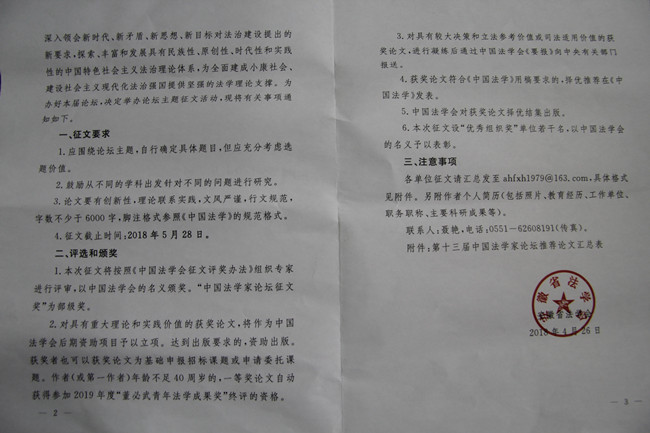 深入领会新时代、新矛盾、新思想、新目标对法治建设提出的
新要求,探索、丰富和发展具有民族性、原创性、时代性和实践
性的中国特色社会主义法治理论体系,为全面建成小康社会、
建设社会主义现代化法治强国提供坚强的法学理论支撑。为
办好本届论坛,决定举办论坛主题征文活动,现将有关事项通
知如下。
一、征文要求
1.应围绕论坛主题,自行确定具体题目,但应充分考虑选
题价值。
2.鼓励从不同的学科出发针对不同的问题进行研究。
3.论文要有创新性,理论联系实践,文风严谨,行文规范,
字数不少于6000字,脚注格式参照《中国法学》的规范格式。
4.征文截止时间:2018年5月28日。
二、评选和颁奖
1.本次征文将按照《中国法学会征文评奖办法》组织专家
进行评审,以中国法学会的名义颁奖。“中国法学家论坛征文
奖”为部级奖。
2.对具有重大理论和实践价值的获奖论文,将作为中国
法学会后期资助项目予以立项。达到出版要求的,资助出版。
获奖者也可以获奖论文为基础申报招标课题或申请委托课
题。作者(或第一作者)年龄不足40周岁的,一等奖论文自动
获得参加2019年度“董必武青年法学成果奖”终评的资格。
— 2 —
3.对具有较大决策和立法参考价值或司法适用价值的获
奖论文,进行凝练后通过中国法学会《要报》向中央有关部门
报送。
4.获奖论文符合《中国法学》用稿要求的,择优推荐在《中
国法学》发表。
5.中国法学会对获奖论文择优结集出版。
6.本次征文设“优秀组织奖”单位若干名,以中国法学会
的名义予以表彰。
三、注意事项
各单位征文请汇总发至ahfxh1979@163.com,具体格式
见附件。另附作者个人简历(包括照片、教育经历、工作单位、
职务职称、主要科研成果等)。
联系人:聂艳,电话:0551-62608191(传真)。
附件:第十三届中国法学家论坛推荐论文汇总表
安徽省法学会
2018年4月26日
— 3 —